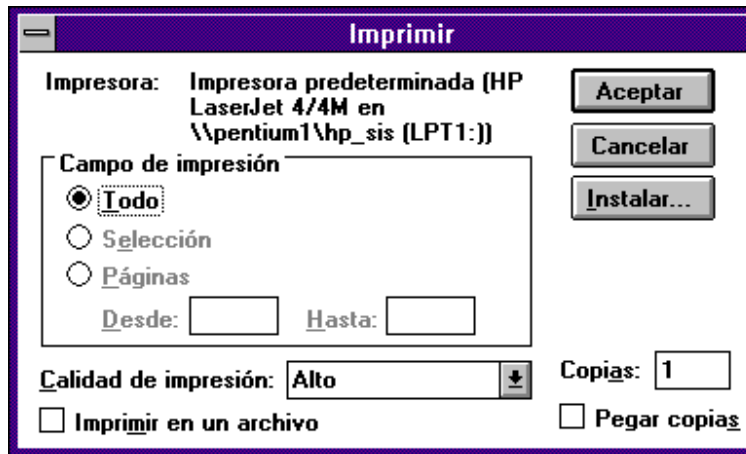 Imprimir
Impresora: Impresora predeterminada (HP
LaserJet 4/4M en
\\pentium1\hp_sis (LPT1:))
Aceptar
Cancelar
Instalar...
Campo de impresión
Todo
Selección
Páginas
Desde: Hasta:
Calidad de impresión: Alto
Copias: 1
Imprimir en un archivo
Pegar copias